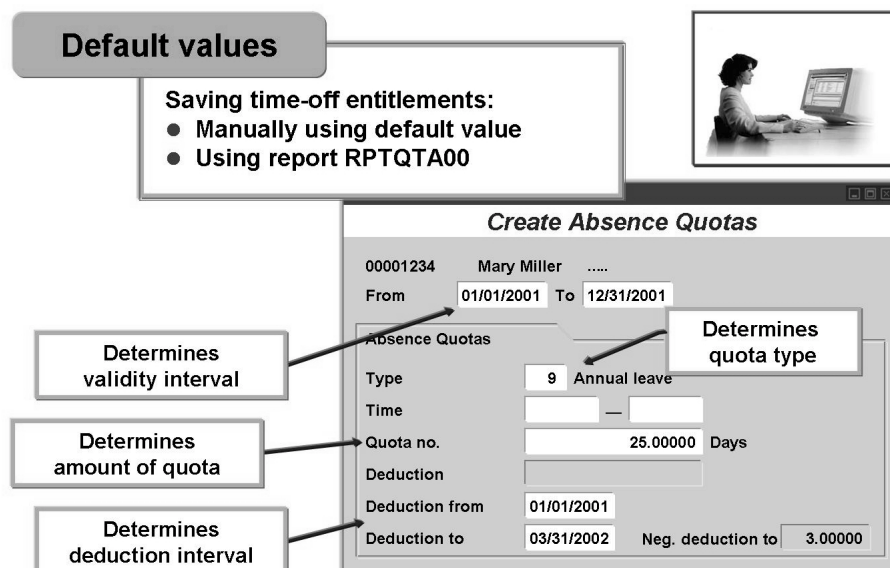 Default values
Saving time-off entitlements:
● Manually using default value
● Using report RPTQTA00
Create Absence Quotas
00001234 Mary Miller .....
From 01/01/2001 To 12/31/2001
Determines
validity interval
Absence Quotas
Determines
quota type
Type 9 Annual leave
Time —
Determines
amount of quota
Quota no. 25.00000 Days
Deduction
Deduction from 01/01/2001
Determines
deduction interval
Deduction to 03/31/2002 Neg. deduction to 3.00000